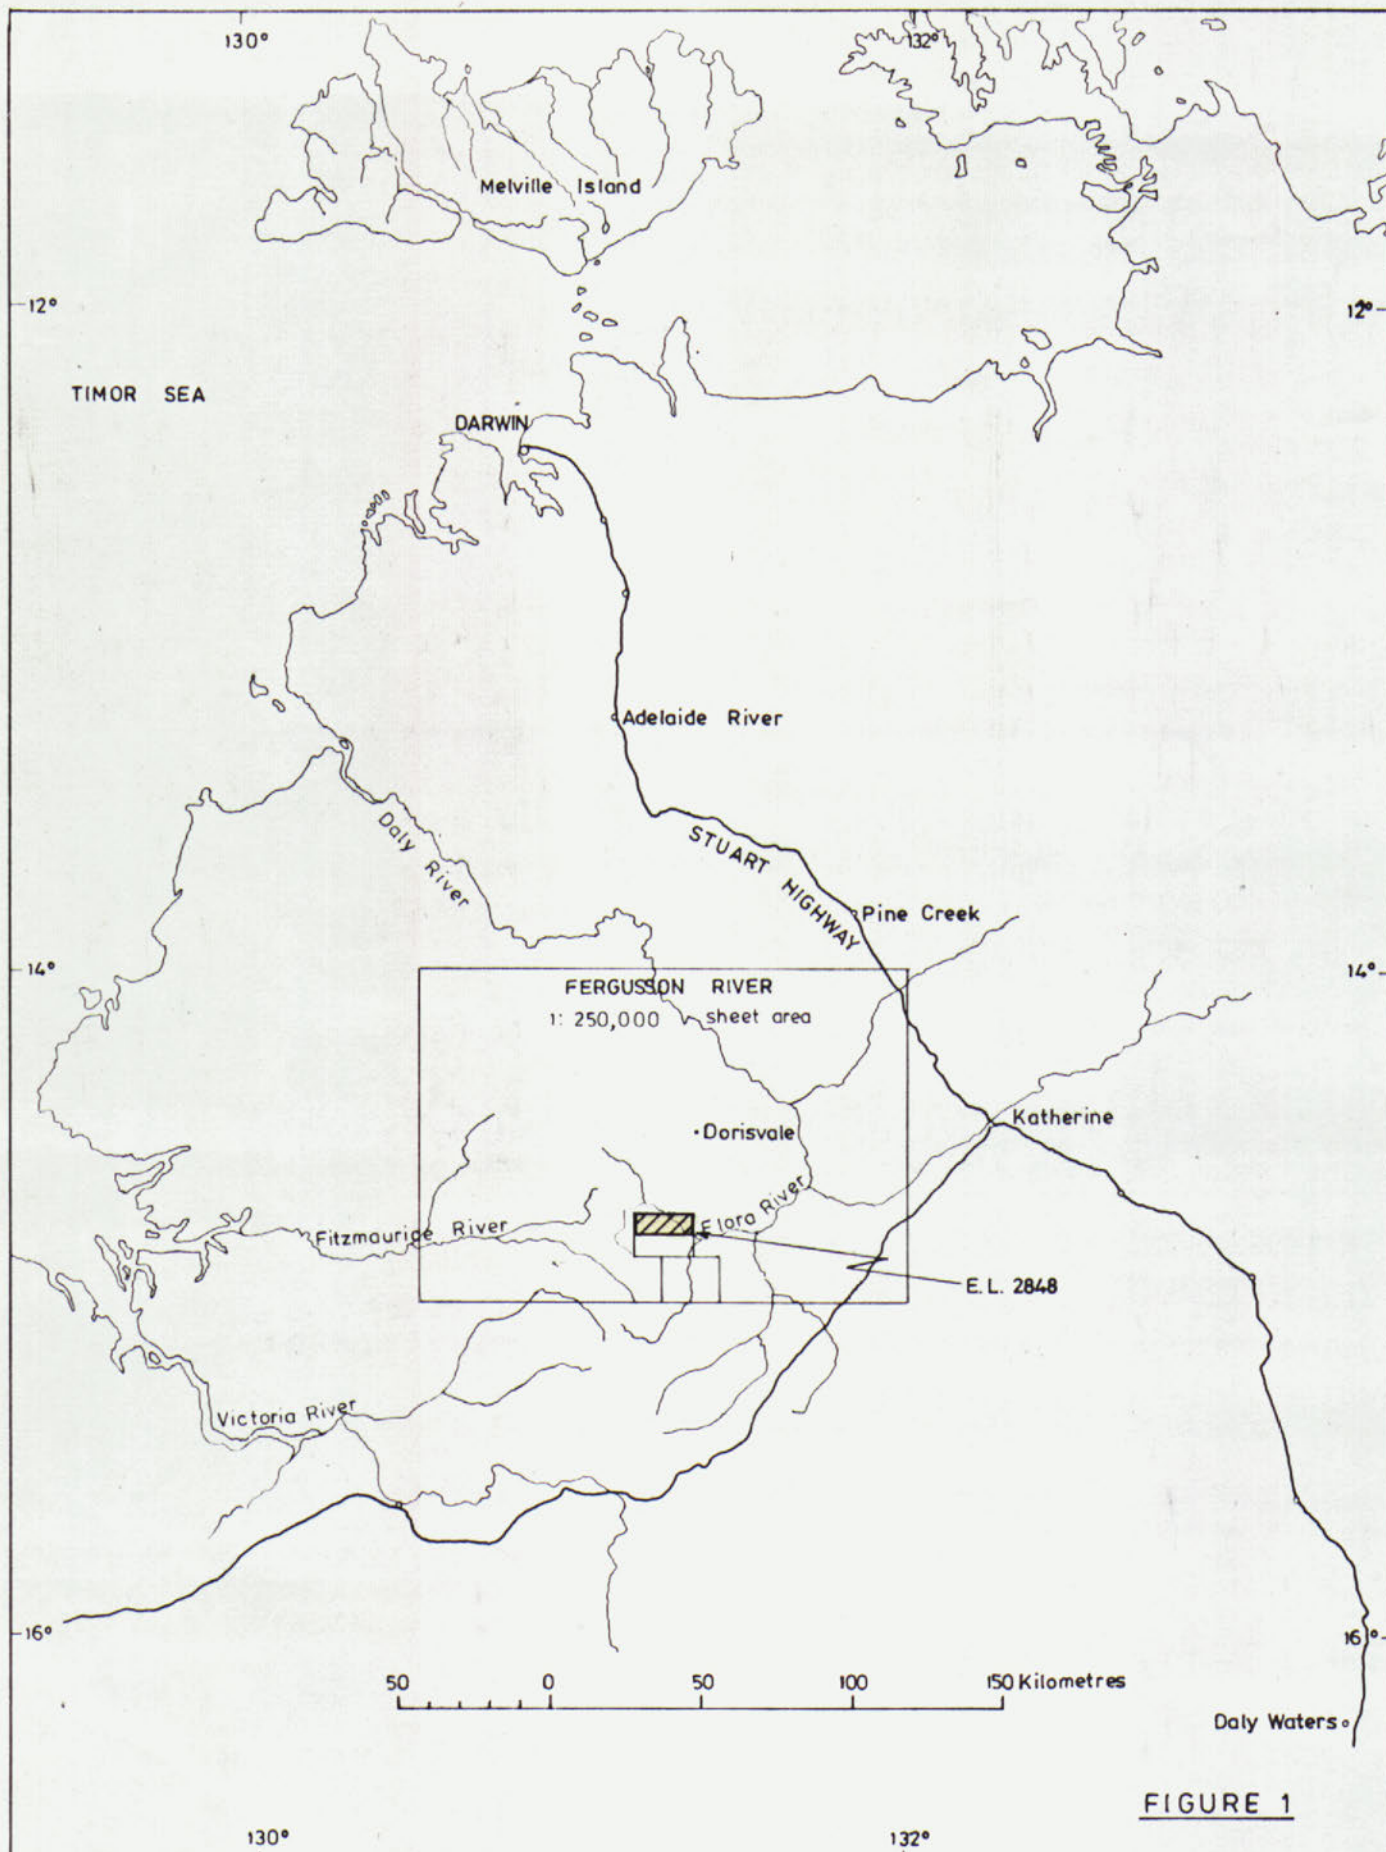 130°
132°
Melville Island
12°
12°
TIMOR SEA
DARWIN
Adelaide River
Daly River
STUART HIGHWAY
Pine Creek
14°
14°
FERGUSSON RIVER
1: 250,000 sheet area
Katherine
Dorisvale
Flora River
Fitzmaurice River
E.L. 2848
Victoria River
16°
16°
50 0 50 100 150 Kilometres
Daly Waters
FIGURE 1
130°
132°